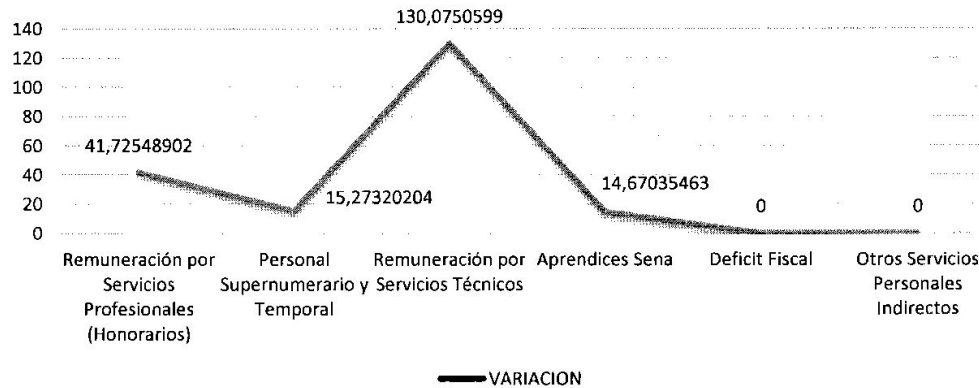 130,0750599
140
120
100
80
60
40
20
0
41,72548902
15,27320204
14,67035463
0
0
Remuneración por
Servicios
Profesionales
(Honorarios)
Personal
Supernumerario y
Temporal
Remuneración por
Servicios Técnicos
Aprendices Sena
Deficit Fiscal
Otros Servicios
Personales
Indirectos
VARIACION